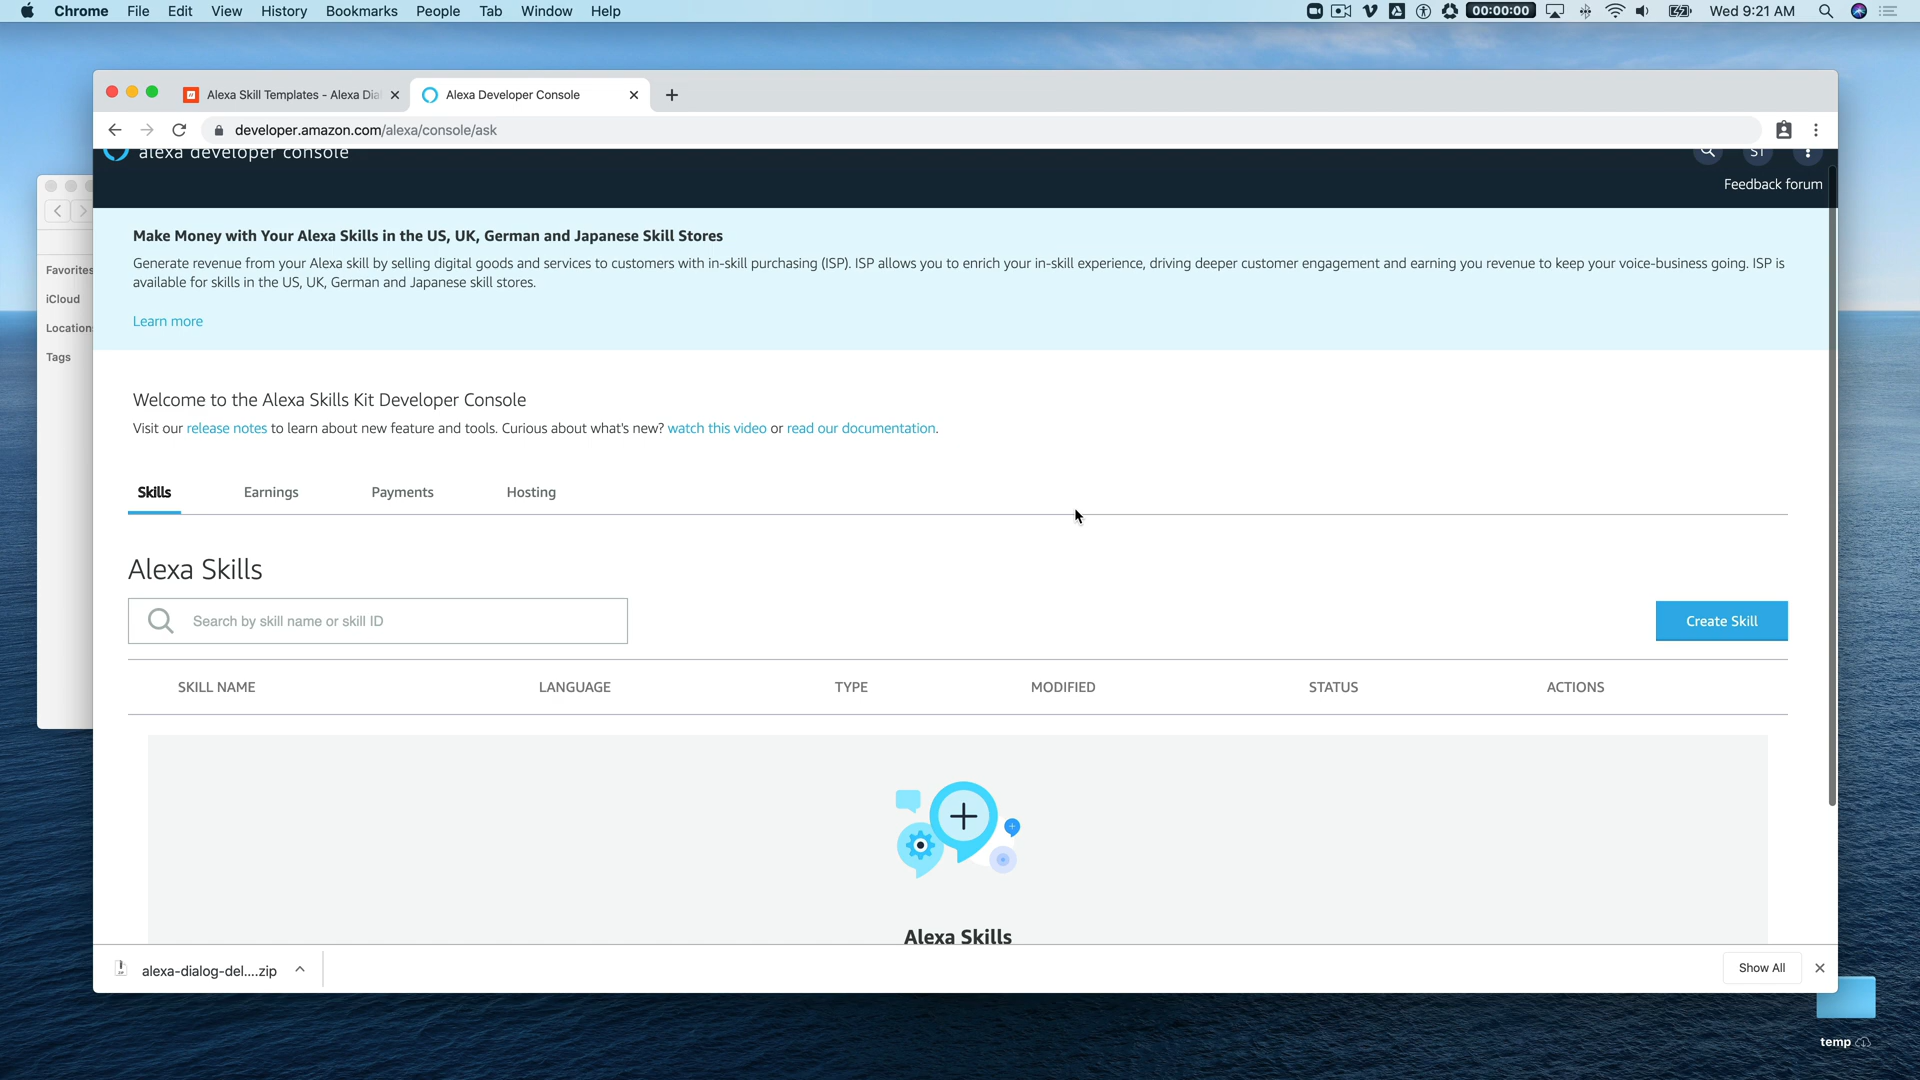 Chrome File Edit View History Bookmarks People Tab Window Help 00:00:00 Wed 9:21 AM
Alexa Skill Templates - Alexa Dia Alexa Developer Console
developer.amazon.com/alexa/console/ask
alexa developer console ST
Feedback forum
Make Money with Your Alexa Skills in the US, UK, German and Japanese Skill Stores
Generate revenue from your Alexa skill by selling digital goods and services to customers with in-skill purchasing (ISP). ISP allows you to enrich your in-skill experience, driving deeper customer engagement and earning you revenue to keep your voice-business going. ISP is
available for skills in the US, UK, German and Japanese skill stores.
Learn more
Favorites
iCloud
Location
Tags
Welcome to the Alexa Skills Kit Developer Console
Visit our release notes to learn about new feature and tools. Curious about what's new? watch this video or read our documentation.
Skills Earnings Payments Hosting
Alexa Skills
Search by skill name or skill ID
Create Skill
SKILL NAME LANGUAGE TYPE MODIFIED STATUS ACTIONS
Alexa Skills
alexa-dialog-del....zip
Show All
temp